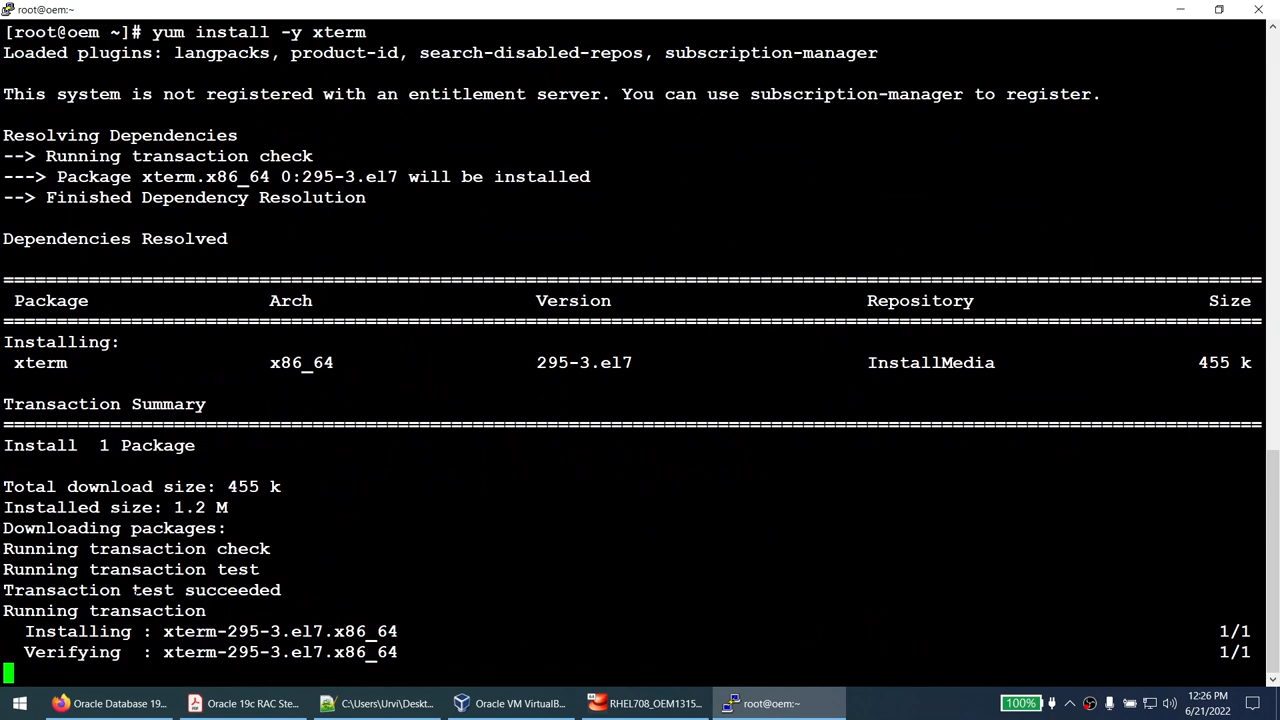 root@oem:~
[root@oem ~]# yum install -y xterm
Loaded plugins: langpacks, product-id, search-disabled-repos, subscription-manager
This system is not registered with an entitlement server. You can use subscription-manager to register.
Resolving Dependencies
--> Running transaction check
---> Package xterm.x86_64 0:295-3.el7 will be installed
--> Finished Dependency Resolution
Dependencies Resolved
================================================================================
Package Arch Version Repository Size
================================================================================
Installing:
xterm x86_64 295-3.el7 InstallMedia 455 k
Transaction Summary
================================================================================
Install 1 Package
Total download size: 455 k
Installed size: 1.2 M
Downloading packages:
Running transaction check
Running transaction test
Transaction test succeeded
Running transaction
Installing : xterm-295-3.el7.x86_64 1/1
Verifying : xterm-295-3.el7.x86_64 1/1
Oracle Database 19... Oracle 19c RAC Ste... C:\Users\Urvi\Deskt... Oracle VM VirtualB... RHEL708_OEM1315... root@oem:~ 100% 12:26 PM
6/21/2022